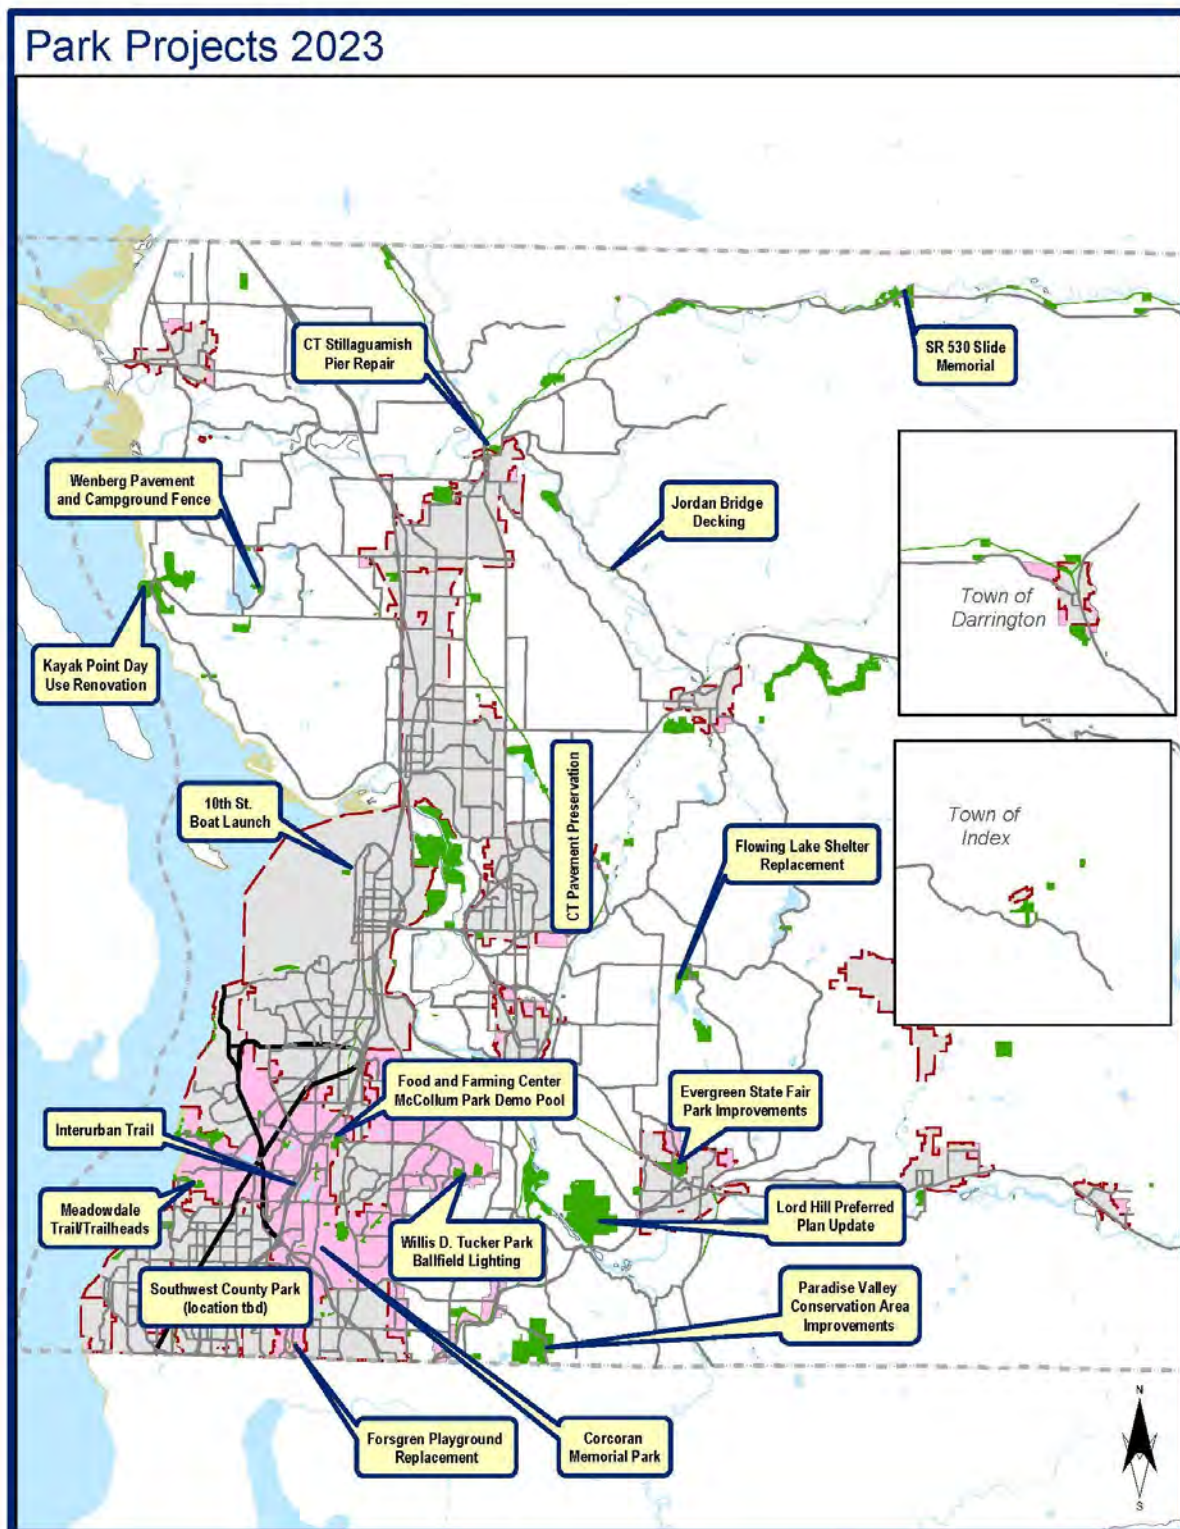 Park Projects 2023
CT Stillaguamish
Pier Repair
SR 530 Slide
Memorial
Wenberg Pavement
and Campground Fence
Jordan Bridge
Decking
Town of
Darrington
Kayak Point Day
Use Renovation
CT Pavement Preservation
10th St.
Boat Launch
Town of
Index
Flowing Lake Shelter
Replacement
Food and Farming Center
McCollum Park Demo Pool
Evergreen State Fair
Park Improvements
Interurban Trail
Meadowdale
Trail/Trailheads
Willis D. Tucker Park
Ballfield Lighting
Lord Hill Preferred
Plan Update
Southwest County Park
(location tbd)
Paradise Valley
Conservation Area
Improvements
Forsgren Playground
Replacement
Corcoran
Memorial Park
N
S